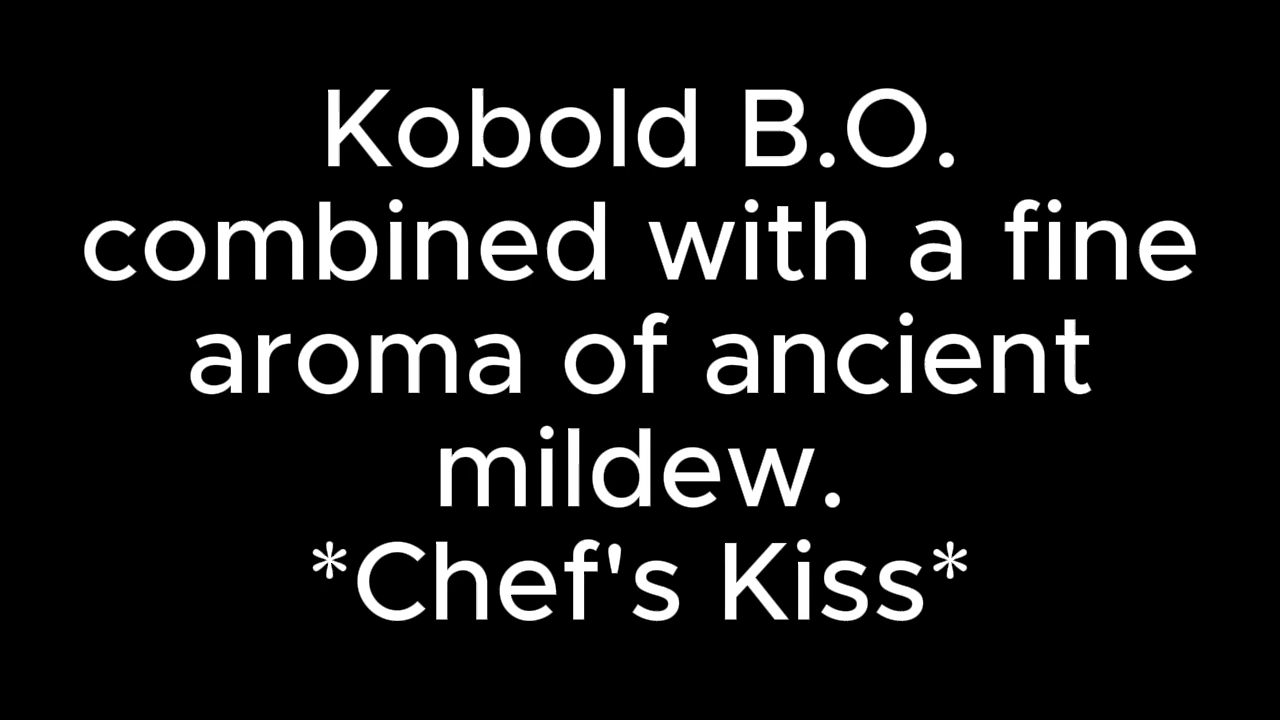 Kobold B.O.
combined with a fine
aroma of ancient
mildew.
*Chef's Kiss*